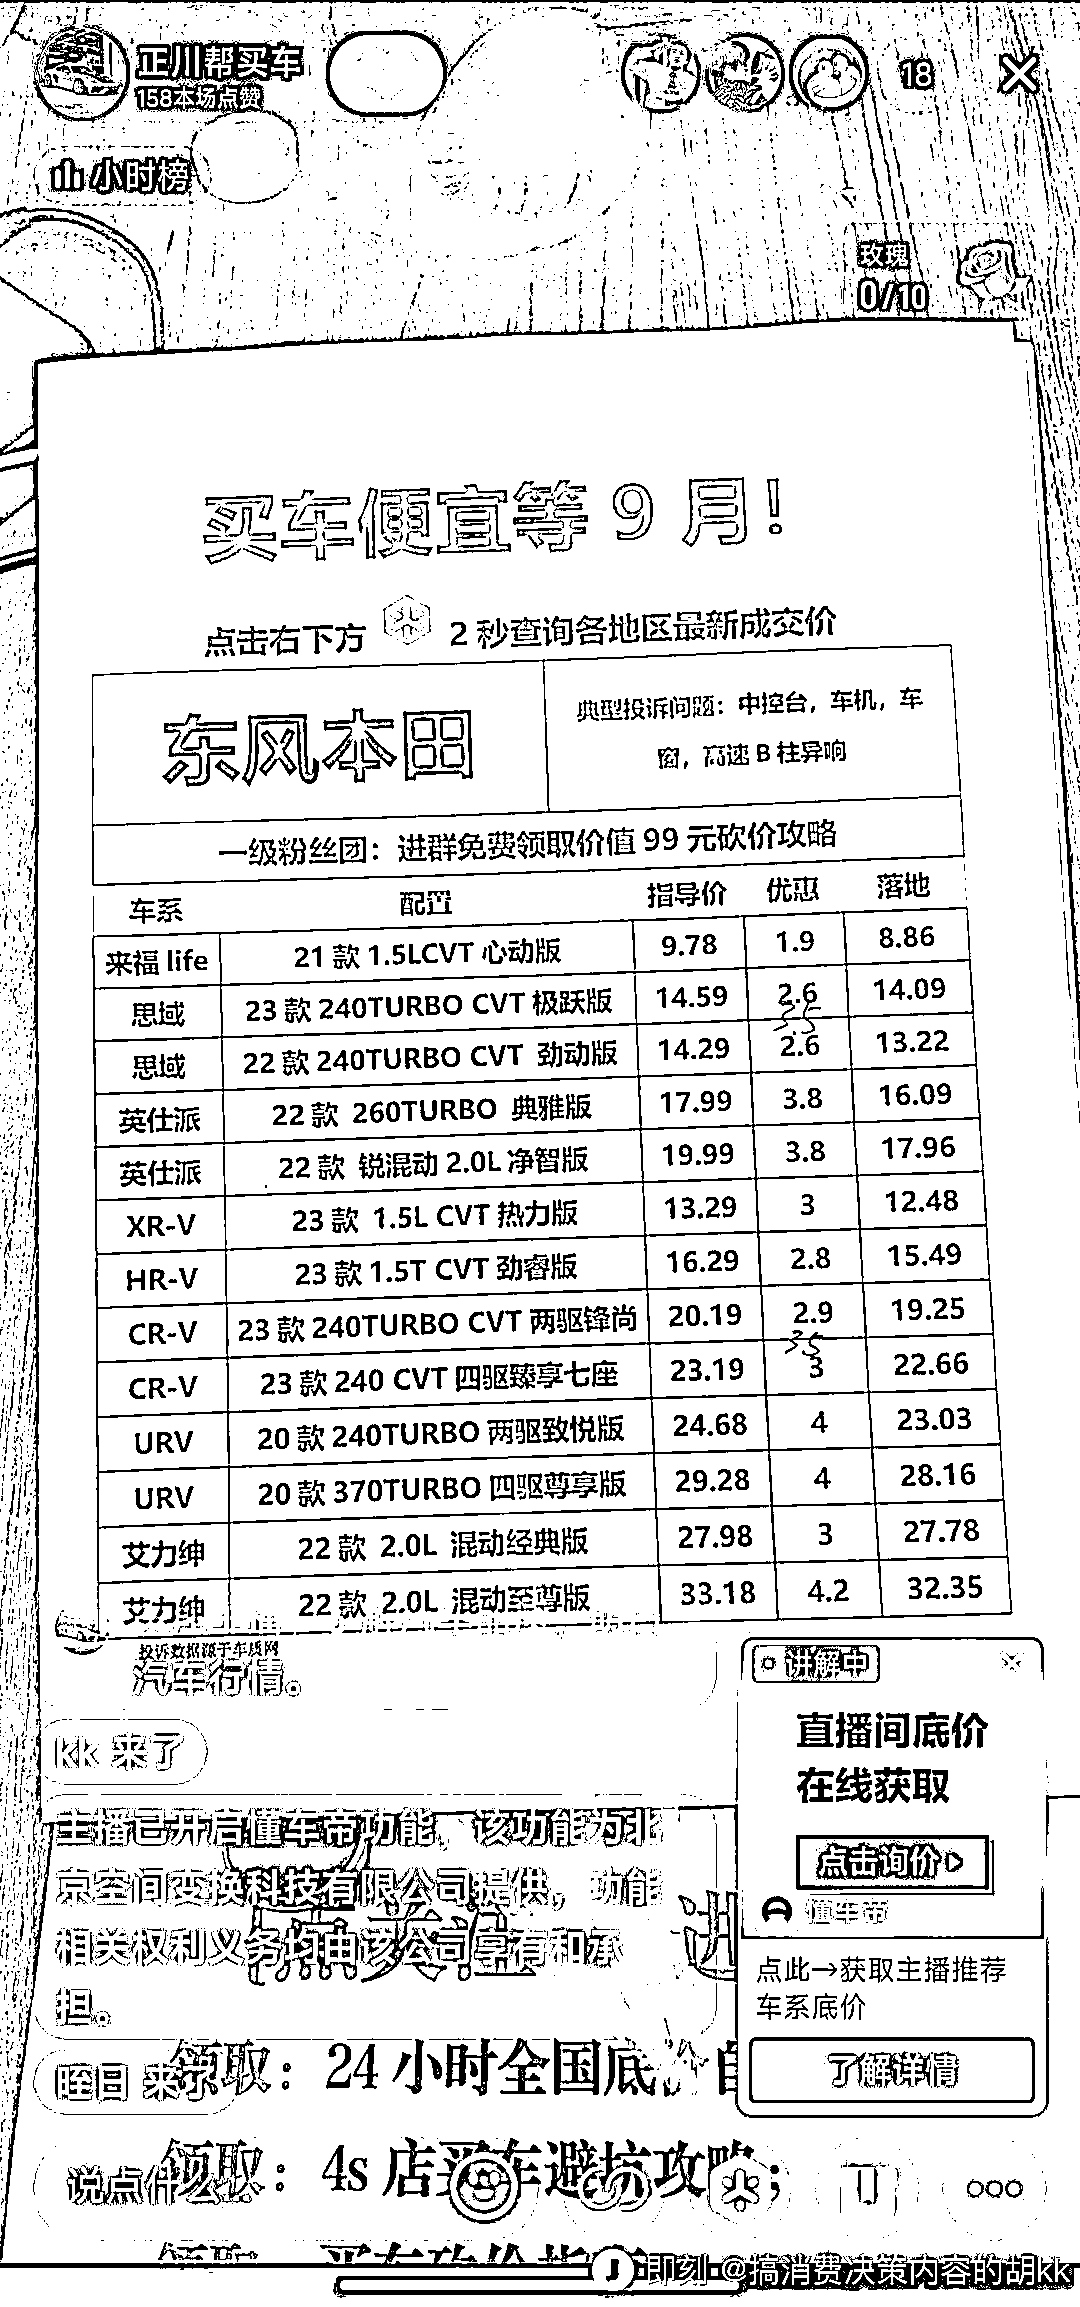 正川帮买车
158本场点赞
18
小时榜
玫瑰
0/10
买车便宜等 9 月！
点击右下方 2 秒查询各地区最新成交价
东风本田
典型投诉问题：中控台，车机，车
窗，高速 B 柱异响
一级粉丝团：进群免费领取价值 99 元砍价攻略
车系 配置 指导价 优惠 落地
来福 life 21 款 1.5LCVT 心动版 9.78 1.9 8.86
思域 23 款 240TURBO CVT 极跃版 14.59 2.6 14.09
3.5
思域 22 款 240TURBO CVT 劲动版 14.29 2.6 13.22
英仕派 22 款 260TURBO 典雅版 17.99 3.8 16.09
英仕派 22 款 锐混动 2.0L 净智版 19.99 3.8 17.96
XR-V 23 款 1.5L CVT 热力版 13.29 3 12.48
HR-V 23 款 1.5T CVT 劲睿版 16.29 2.8 15.49
CR-V 23 款 240TURBO CVT 两驱锋尚 20.19 2.9 19.25
3.5
CR-V 23 款 240 CVT 四驱臻享七座 23.19 3 22.66
URV 20 款 240TURBO 两驱致悦版 24.68 4 23.03
URV 20 款 370TURBO 四驱尊享版 29.28 4 28.16
艾力绅 22 款 2.0L 混动经典版 27.98 3 27.78
艾力绅 22 款 2.0L 混动至尊版 33.18 4.2 32.35
投诉数据源于车质网
汽车行情。
kk 来了
主播已开启懂车帝功能，该功能为北
京空间变换科技有限公司提供，功能
相关权利义务均由该公司享有和承
担。
讲解中
直播间底价
在线获取
点击询价
懂车帝
点此→获取主播推荐
车系底价
了解详情
旺日 来了
领取：24 小时全国底价
领取：4s 店买车避坑攻略；
说点什么
即刻 @搞消费决策内容的胡kk